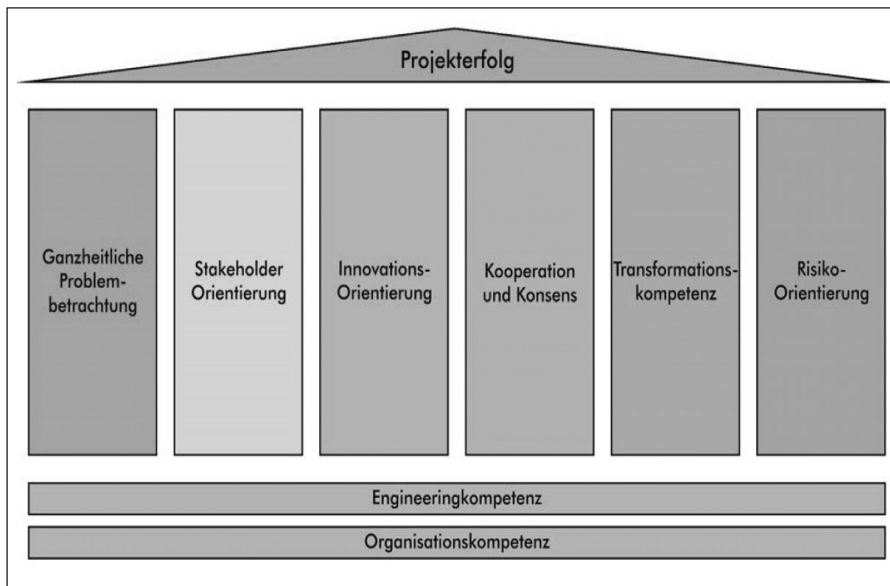 Projekterfolg
Ganzheitliche
Problem-
betrachtung
Stakeholder
Orientierung
Innovations-
Orientierung
Kooperation
und Konsens
Transformations-
kompetenz
Risiko-
Orientierung
Engineeringkompetenz
Organisationskompetenz